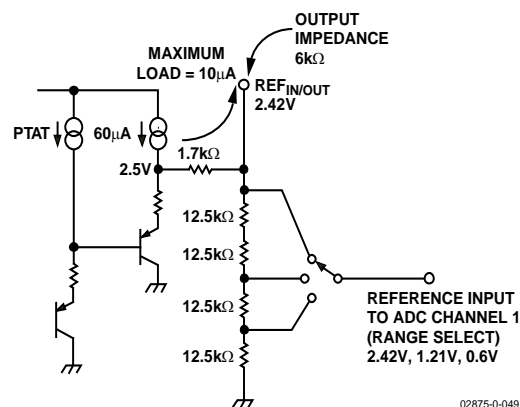 OUTPUT
IMPEDANCE
6kΩ
MAXIMUM
LOAD = 10μA
REFIN/OUT
2.42V
PTAT
60μA
1.7kΩ
2.5V
12.5kΩ
12.5kΩ
12.5kΩ
12.5kΩ
REFERENCE INPUT
TO ADC CHANNEL 1
(RANGE SELECT)
2.42V, 1.21V, 0.6V
02875-0-049